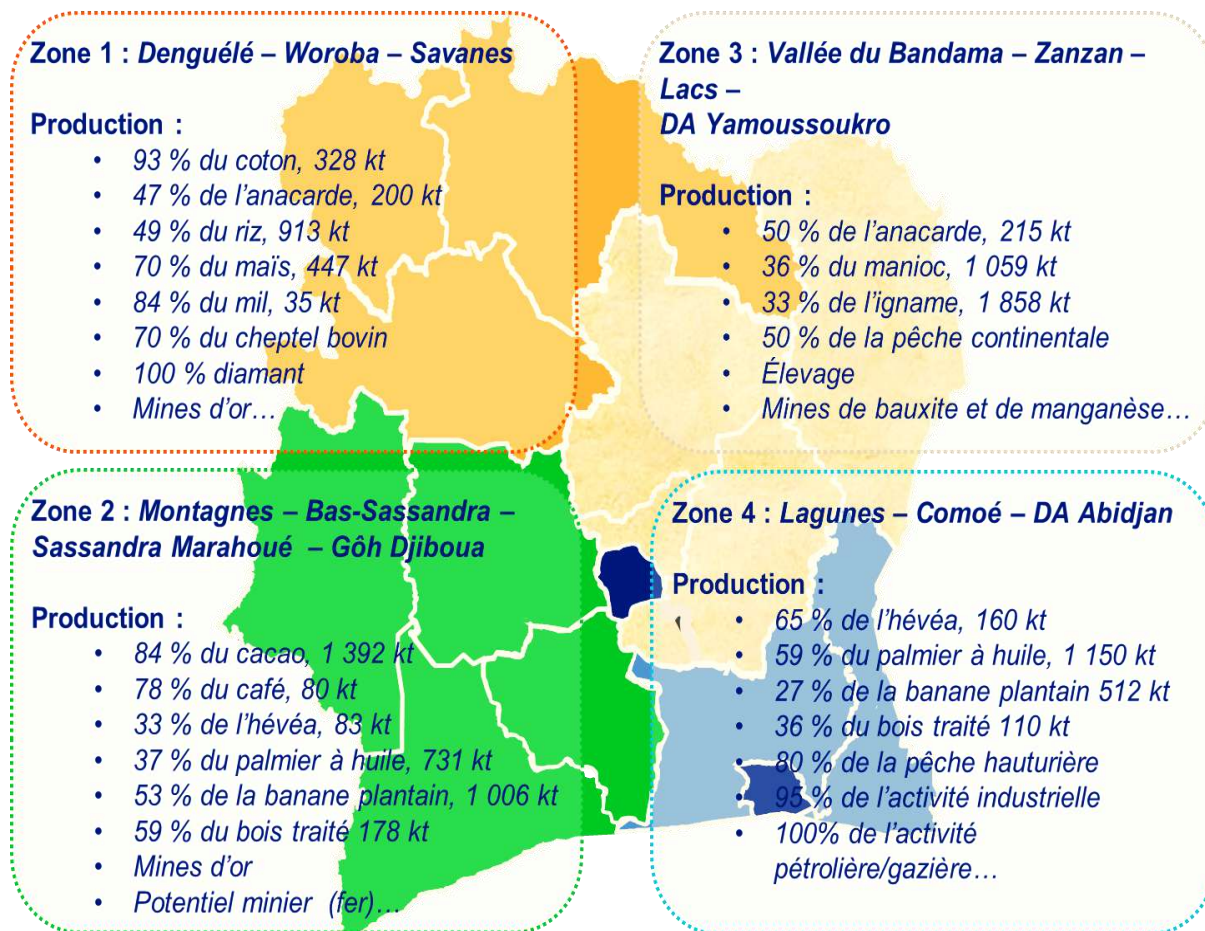 Zone 1 : Denguélé – Woroba – Savanes
Production :
• 93 % du coton, 328 kt
• 47 % de l’anacarde, 200 kt
• 49 % du riz, 913 kt
• 70 % du maïs, 447 kt
• 84 % du mil, 35 kt
• 70 % du cheptel bovin
• 100 % diamant
• Mines d’or…
Zone 3 : Vallée du Bandama – Zanzan –
Lacs –
DA Yamoussoukro
Production :
• 50 % de l’anacarde, 215 kt
• 36 % du manioc, 1 059 kt
• 33 % de l’igname, 1 858 kt
• 50 % de la pêche continentale
• Élevage
• Mines de bauxite et de manganèse…
Zone 2 : Montagnes – Bas-Sassandra –
Sassandra Marahoué – Gôh Djiboua
Production :
• 84 % du cacao, 1 392 kt
• 78 % du café, 80 kt
• 33 % de l’hévéa, 83 kt
• 37 % du palmier à huile, 731 kt
• 53 % de la banane plantain, 1 006 kt
• 59 % du bois traité 178 kt
• Mines d’or
• Potentiel minier (fer)…
Zone 4 : Lagunes – Comoé – DA Abidjan
Production :
• 65 % de l’hévéa, 160 kt
• 59 % du palmier à huile, 1 150 kt
• 27 % de la banane plantain 512 kt
• 36 % du bois traité 110 kt
• 80 % de la pêche hauturière
• 95 % de l’activité industrielle
• 100% de l’activité
pétrolière/gazière…